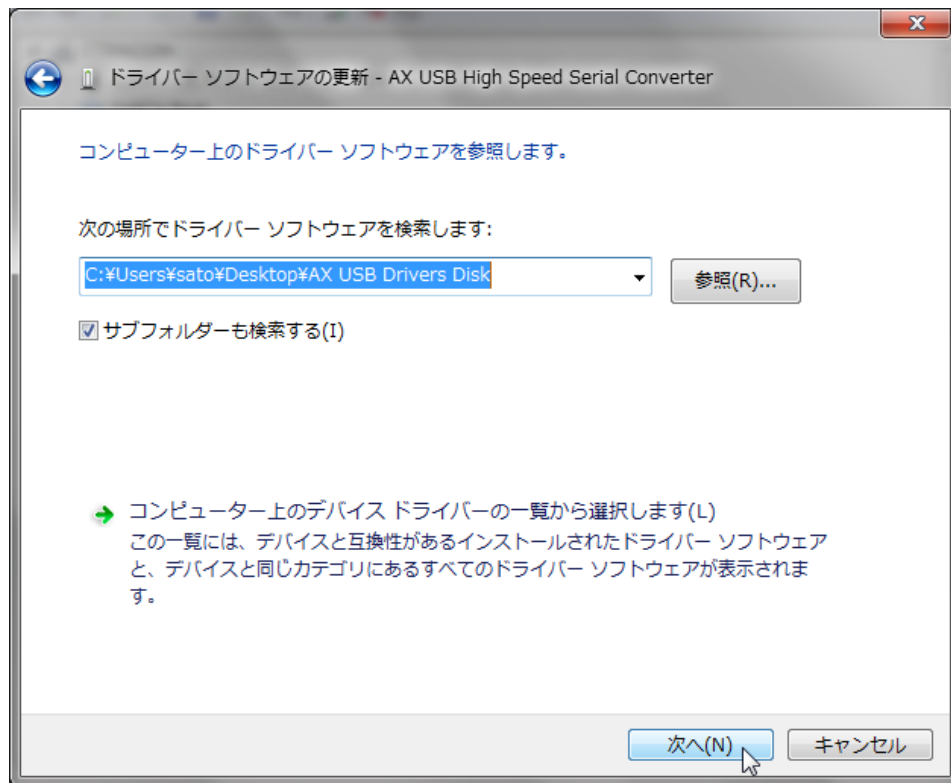 ドライバー ソフトウェアの更新 - AX USB High Speed Serial Converter
コンピューター上のドライバー ソフトウェアを参照します。
次の場所でドライバー ソフトウェアを検索します:
C:¥Users¥sato¥Desktop¥AX USB Drivers Disk
参照(R)...
サブフォルダーも検索する(I)
コンピューター上のデバイス ドライバーの一覧から選択します(L)
この一覧には、デバイスと互換性があるインストールされたドライバー ソフトウェア
と、デバイスと同じカテゴリにあるすべてのドライバー ソフトウェアが表示されま
す。
次へ(N)
キャンセル